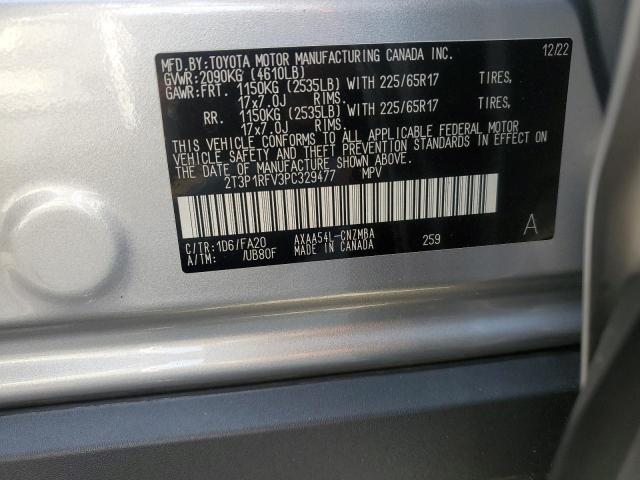 MFD.BY:TOYOTA MOTOR MANUFACTURING CANADA INC. 12/22
GVWR:2090KG (4610LB)
GAWR:FRT. 1150KG (2535LB) WITH 225/65R17 TIRES,
17x7.0J RIMS.
RR. 1150KG (2535LB) WITH 225/65R17 TIRES,
17x7.0J RIMS.
THIS VEHICLE CONFORMS TO ALL APPLICABLE FEDERAL MOTOR
VEHICLE SAFETY AND THEFT PREVENTION STANDARDS IN EFFECT ON
THE DATE OF MANUFACTURE SHOWN ABOVE.
2T3P1RFV3PC329477 MPV
C/TR:1D6/FA20 AXAA54L-CNZMBA 259 A
A/TM: /UB80F MADE IN CANADA